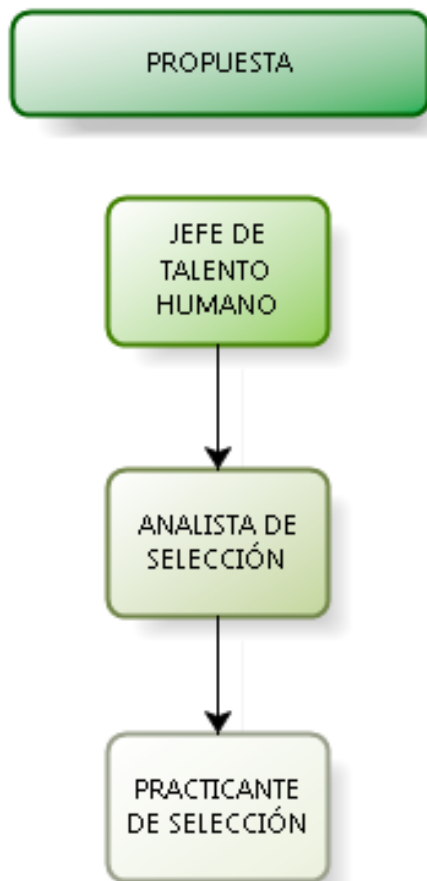 PROPUESTA
JEFE DE
TALENTO
HUMANO
ANALISTA DE
SELECCIÓN
PRACTICANTE
DE SELECCIÓN